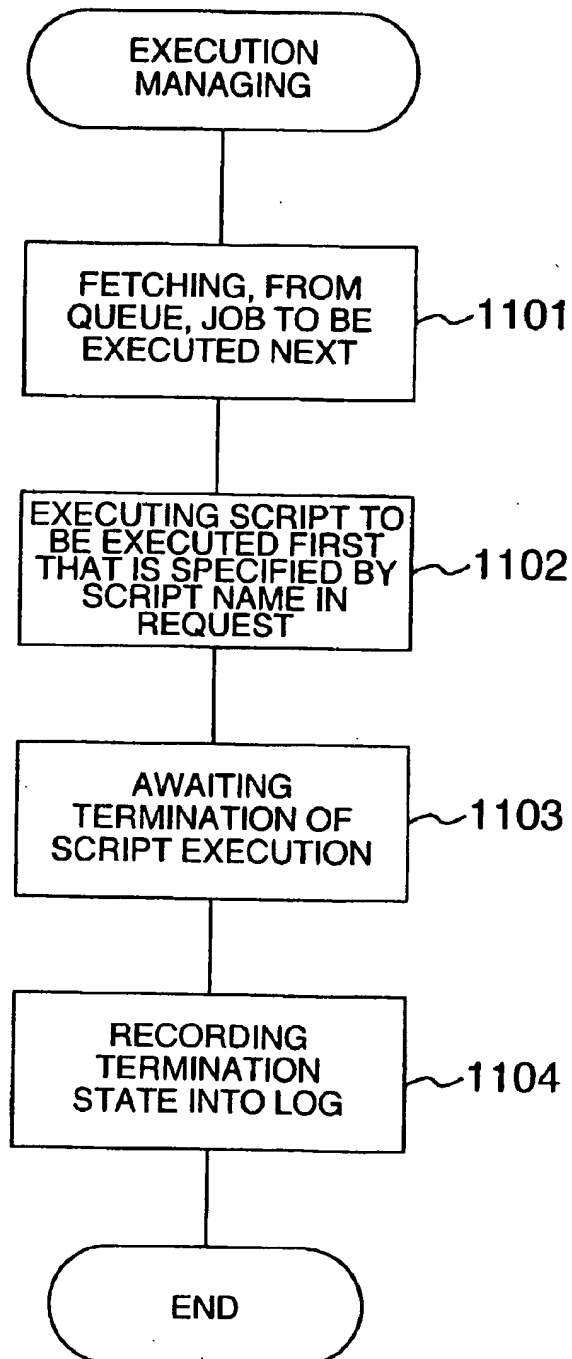 EXECUTION
MANAGING
FETCHING, FROM
QUEUE, JOB TO BE
EXECUTED NEXT
1101
EXECUTING SCRIPT TO
BE EXECUTED FIRST
THAT IS SPECIFIED BY
SCRIPT NAME IN
REQUEST
1102
AWAITING
TERMINATION OF
SCRIPT EXECUTION
1103
RECORDING
TERMINATION
STATE INTO LOG
1104
END